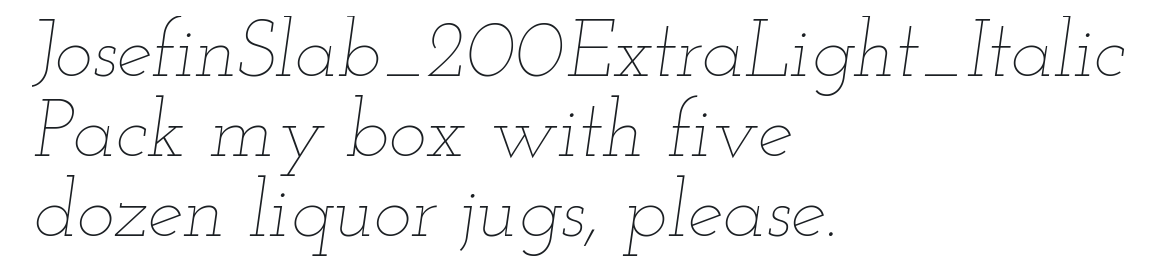 JosefinSlab_200ExtraLight_Italic
Pack my box with five
dozen liquor jugs, please.